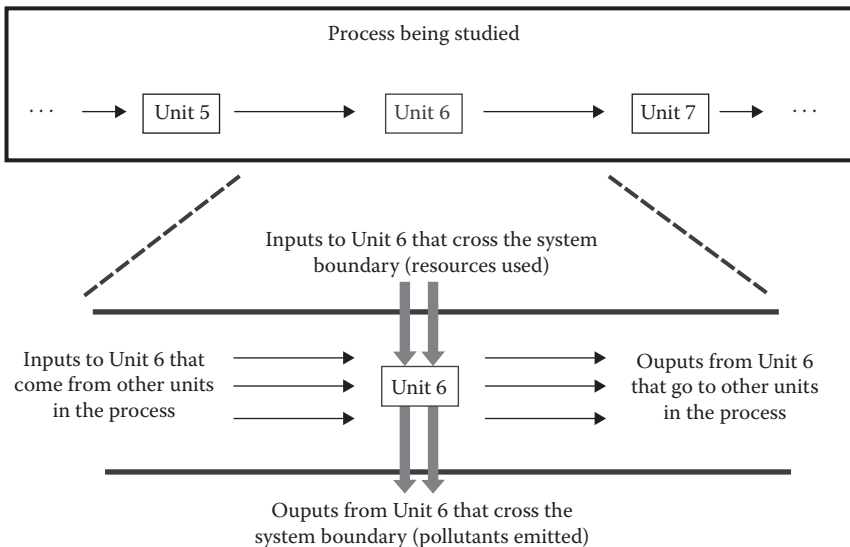 Process being studied
... Unit 5 Unit 6 Unit 7 ...
Inputs to Unit 6 that cross the system
boundary (resources used)
Inputs to Unit 6 that
come from other units
in the process
Unit 6
Ouputs from Unit 6
that go to other units
in the process
Ouputs from Unit 6 that cross the
system boundary (pollutants emitted)